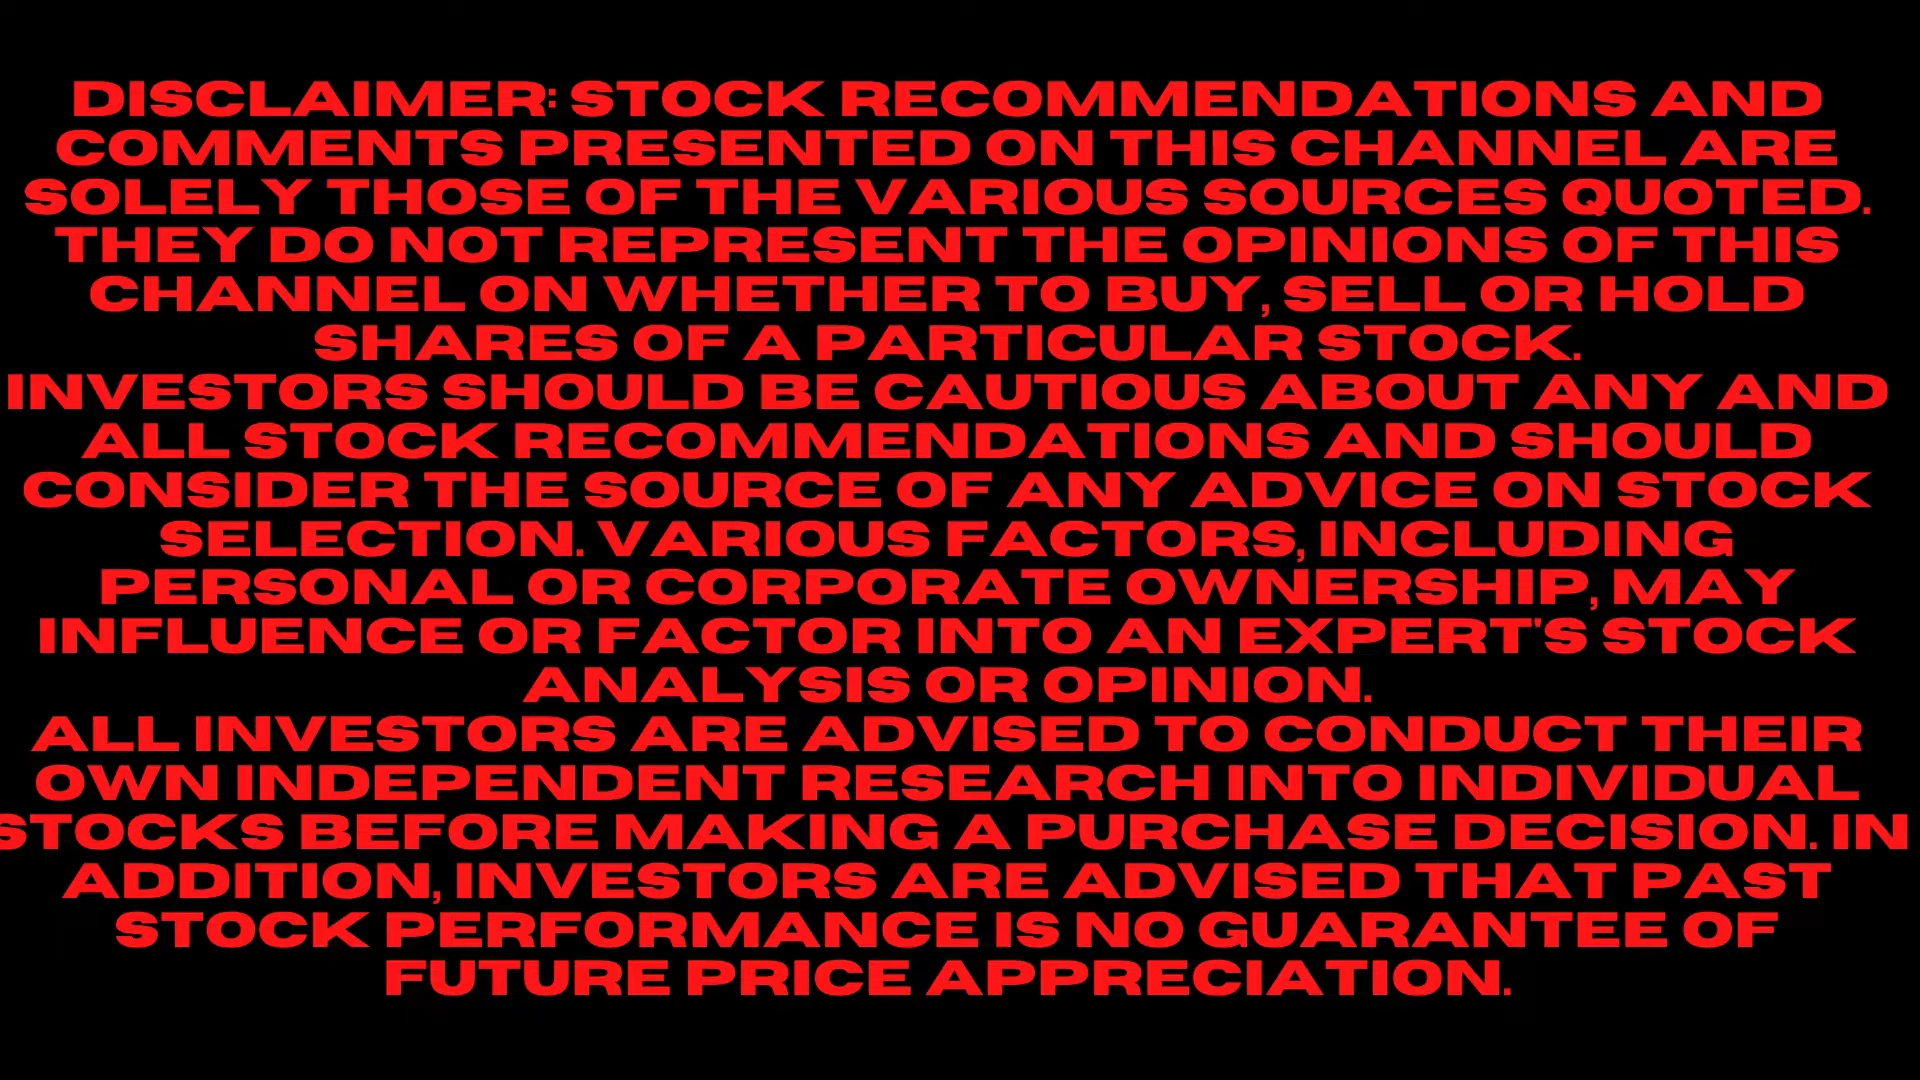 DISCLAIMER: STOCK RECOMMENDATIONS AND
COMMENTS PRESENTED ON THIS CHANNEL ARE
SOLELY THOSE OF THE VARIOUS SOURCES QUOTED.
THEY DO NOT REPRESENT THE OPINIONS OF THIS
CHANNEL ON WHETHER TO BUY, SELL OR HOLD
SHARES OF A PARTICULAR STOCK.
INVESTORS SHOULD BE CAUTIOUS ABOUT ANY AND
ALL STOCK RECOMMENDATIONS AND SHOULD
CONSIDER THE SOURCE OF ANY ADVICE ON STOCK
SELECTION. VARIOUS FACTORS, INCLUDING
PERSONAL OR CORPORATE OWNERSHIP, MAY
INFLUENCE OR FACTOR INTO AN EXPERT'S STOCK
ANALYSIS OR OPINION.
ALL INVESTORS ARE ADVISED TO CONDUCT THEIR
OWN INDEPENDENT RESEARCH INTO INDIVIDUAL
STOCKS BEFORE MAKING A PURCHASE DECISION. IN
ADDITION, INVESTORS ARE ADVISED THAT PAST
STOCK PERFORMANCE IS NO GUARANTEE OF
FUTURE PRICE APPRECIATION.